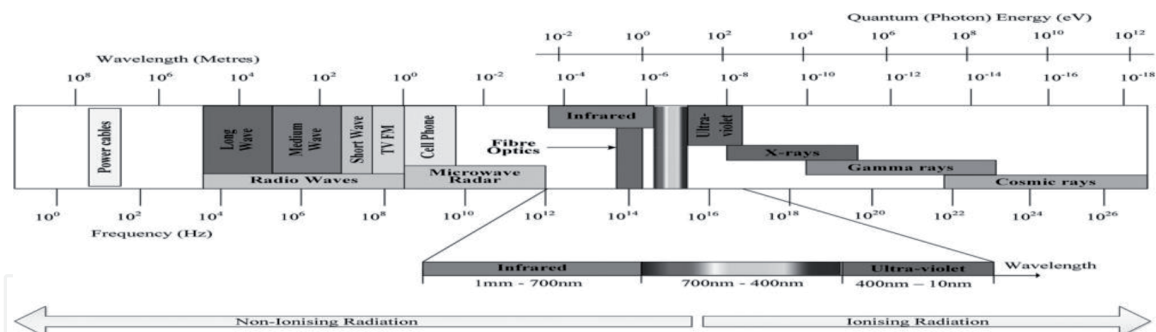 Quantum (Photon) Energy (eV)
10⁻² 10⁰ 10² 10⁴ 10⁶ 10⁸ 10¹⁰ 10¹²
Wavelength (Metres)
10⁸ 10⁶ 10⁴ 10² 10⁰ 10⁻² 10⁻⁴ 10⁻⁶ 10⁻⁸ 10⁻¹⁰ 10⁻¹² 10⁻¹⁴ 10⁻¹⁶ 10⁻¹⁸
Power cables
Long
Wave
Medium
Wave
Short Wave
TV FM
Cell Phone
Radio Waves
Microwave
Radar
Fibre
Optics
Infrared
Ultra-
violet
X-rays
Gamma rays
Cosmic rays
10⁰ 10² 10⁴ 10⁶ 10⁸ 10¹⁰ 10¹² 10¹⁴ 10¹⁶ 10¹⁸ 10²⁰ 10²² 10²⁴ 10²⁶
Frequency (Hz)
Infrared Ultra-violet Wavelength
1mm - 700nm 700nm - 400nm 400nm – 10nm
Non-Ionising Radiation Ionising Radiation